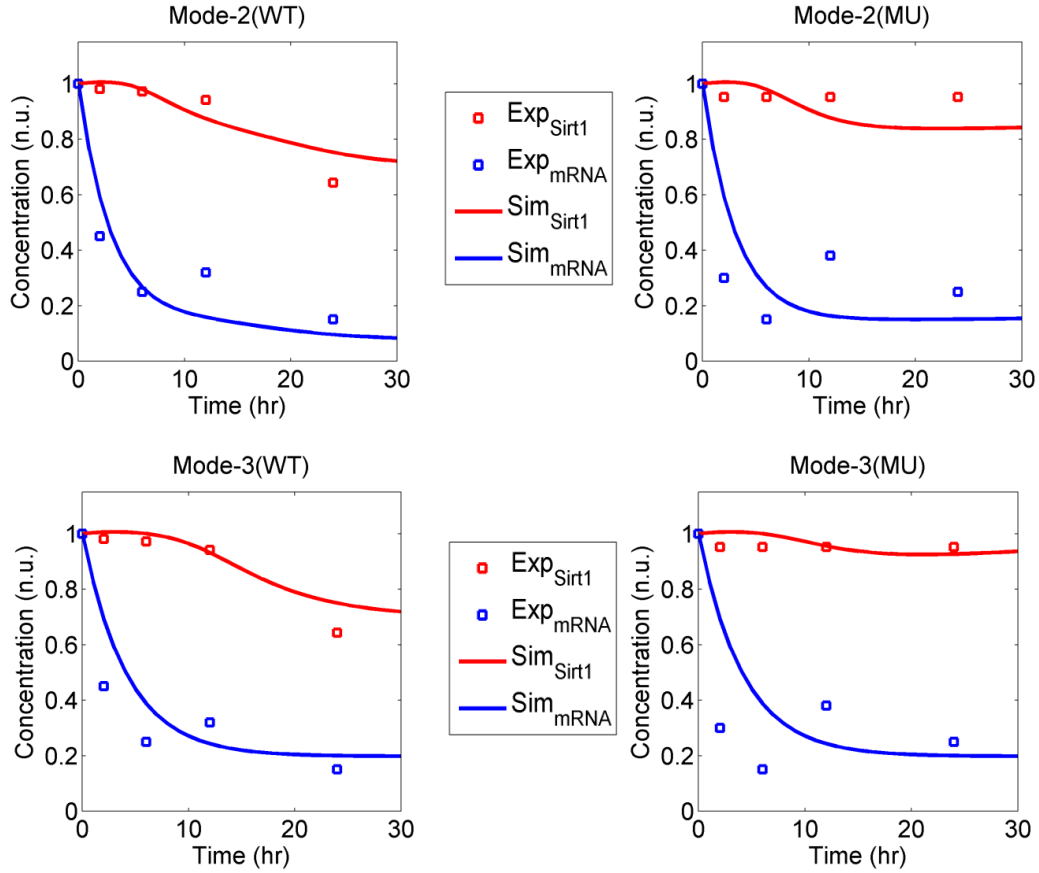 Mode-2(WT)
Concentration (n.u.)
1
0.8
0.6
0.4
0.2
0
0 10 20 30
Time (hr)
Exp_Sirt1
Exp_mRNA
Sim_Sirt1
Sim_mRNA
Mode-2(MU)
Concentration (n.u.)
1
0.8
0.6
0.4
0.2
0
0 10 20 30
Time (hr)
Mode-3(WT)
Concentration (n.u.)
1
0.8
0.6
0.4
0.2
0
0 10 20 30
Time (hr)
Exp_Sirt1
Exp_mRNA
Sim_Sirt1
Sim_mRNA
Mode-3(MU)
Concentration (n.u.)
1
0.8
0.6
0.4
0.2
0
0 10 20 30
Time (hr)